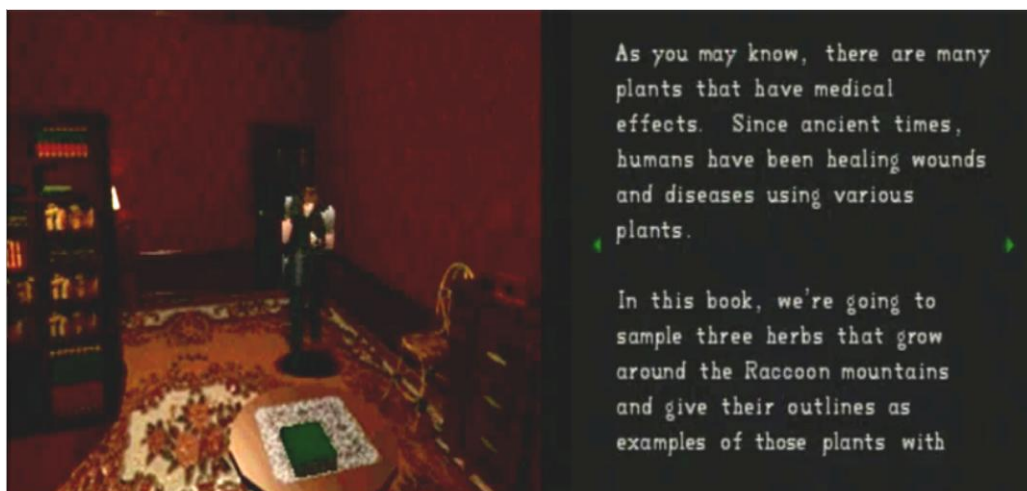 As you may know, there are many
plants that have medical
effects. Since ancient times,
humans have been healing wounds
and diseases using various
plants.
In this book, we're going to
sample three herbs that grow
around the Raccoon mountains
and give their outlines as
examples of those plants with